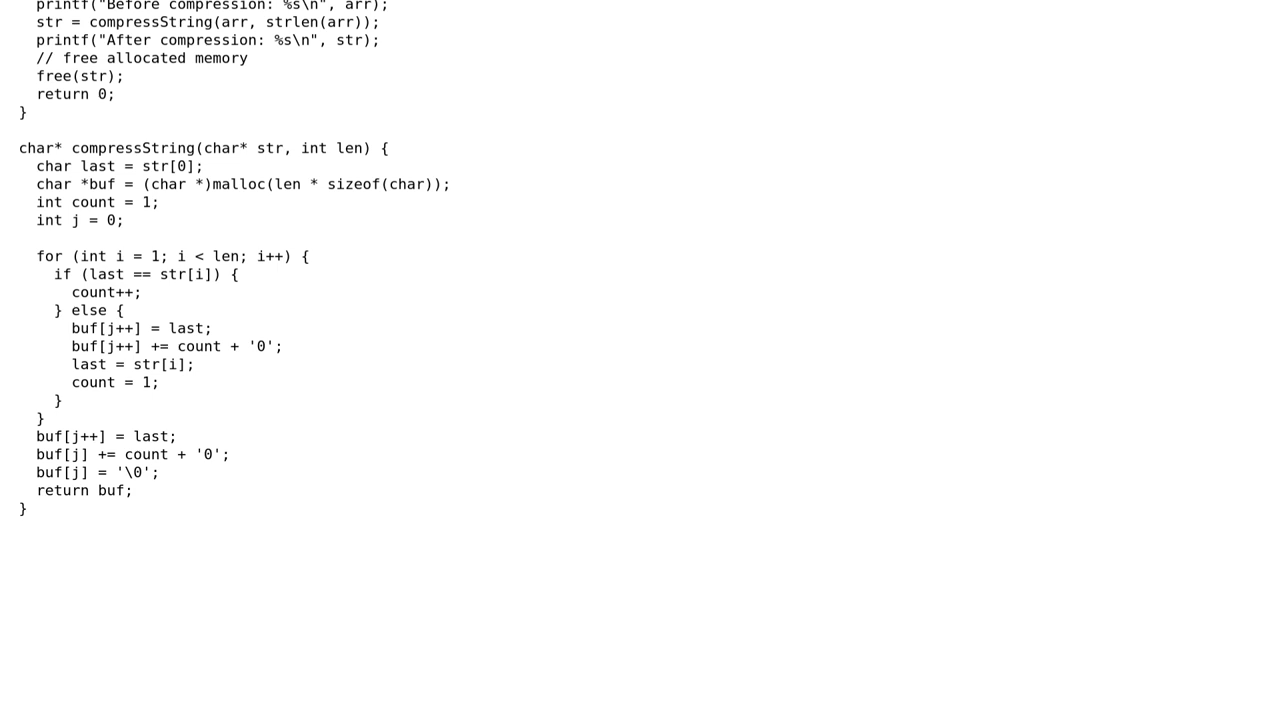 printf("Before compression: %s\n", arr);
  str = compressString(arr, strlen(arr));
  printf("After compression: %s\n", str);
  // free allocated memory
  free(str);
  return 0;
}

char* compressString(char* str, int len) {
  char last = str[0];
  char *buf = (char *)malloc(len * sizeof(char));
  int count = 1;
  int j = 0;

  for (int i = 1; i < len; i++) {
    if (last == str[i]) {
      count++;
    } else {
      buf[j++] = last;
      buf[j++] += count + '0';
      last = str[i];
      count = 1;
    }
  }
  buf[j++] = last;
  buf[j] += count + '0';
  buf[j] = '\0';
  return buf;
}